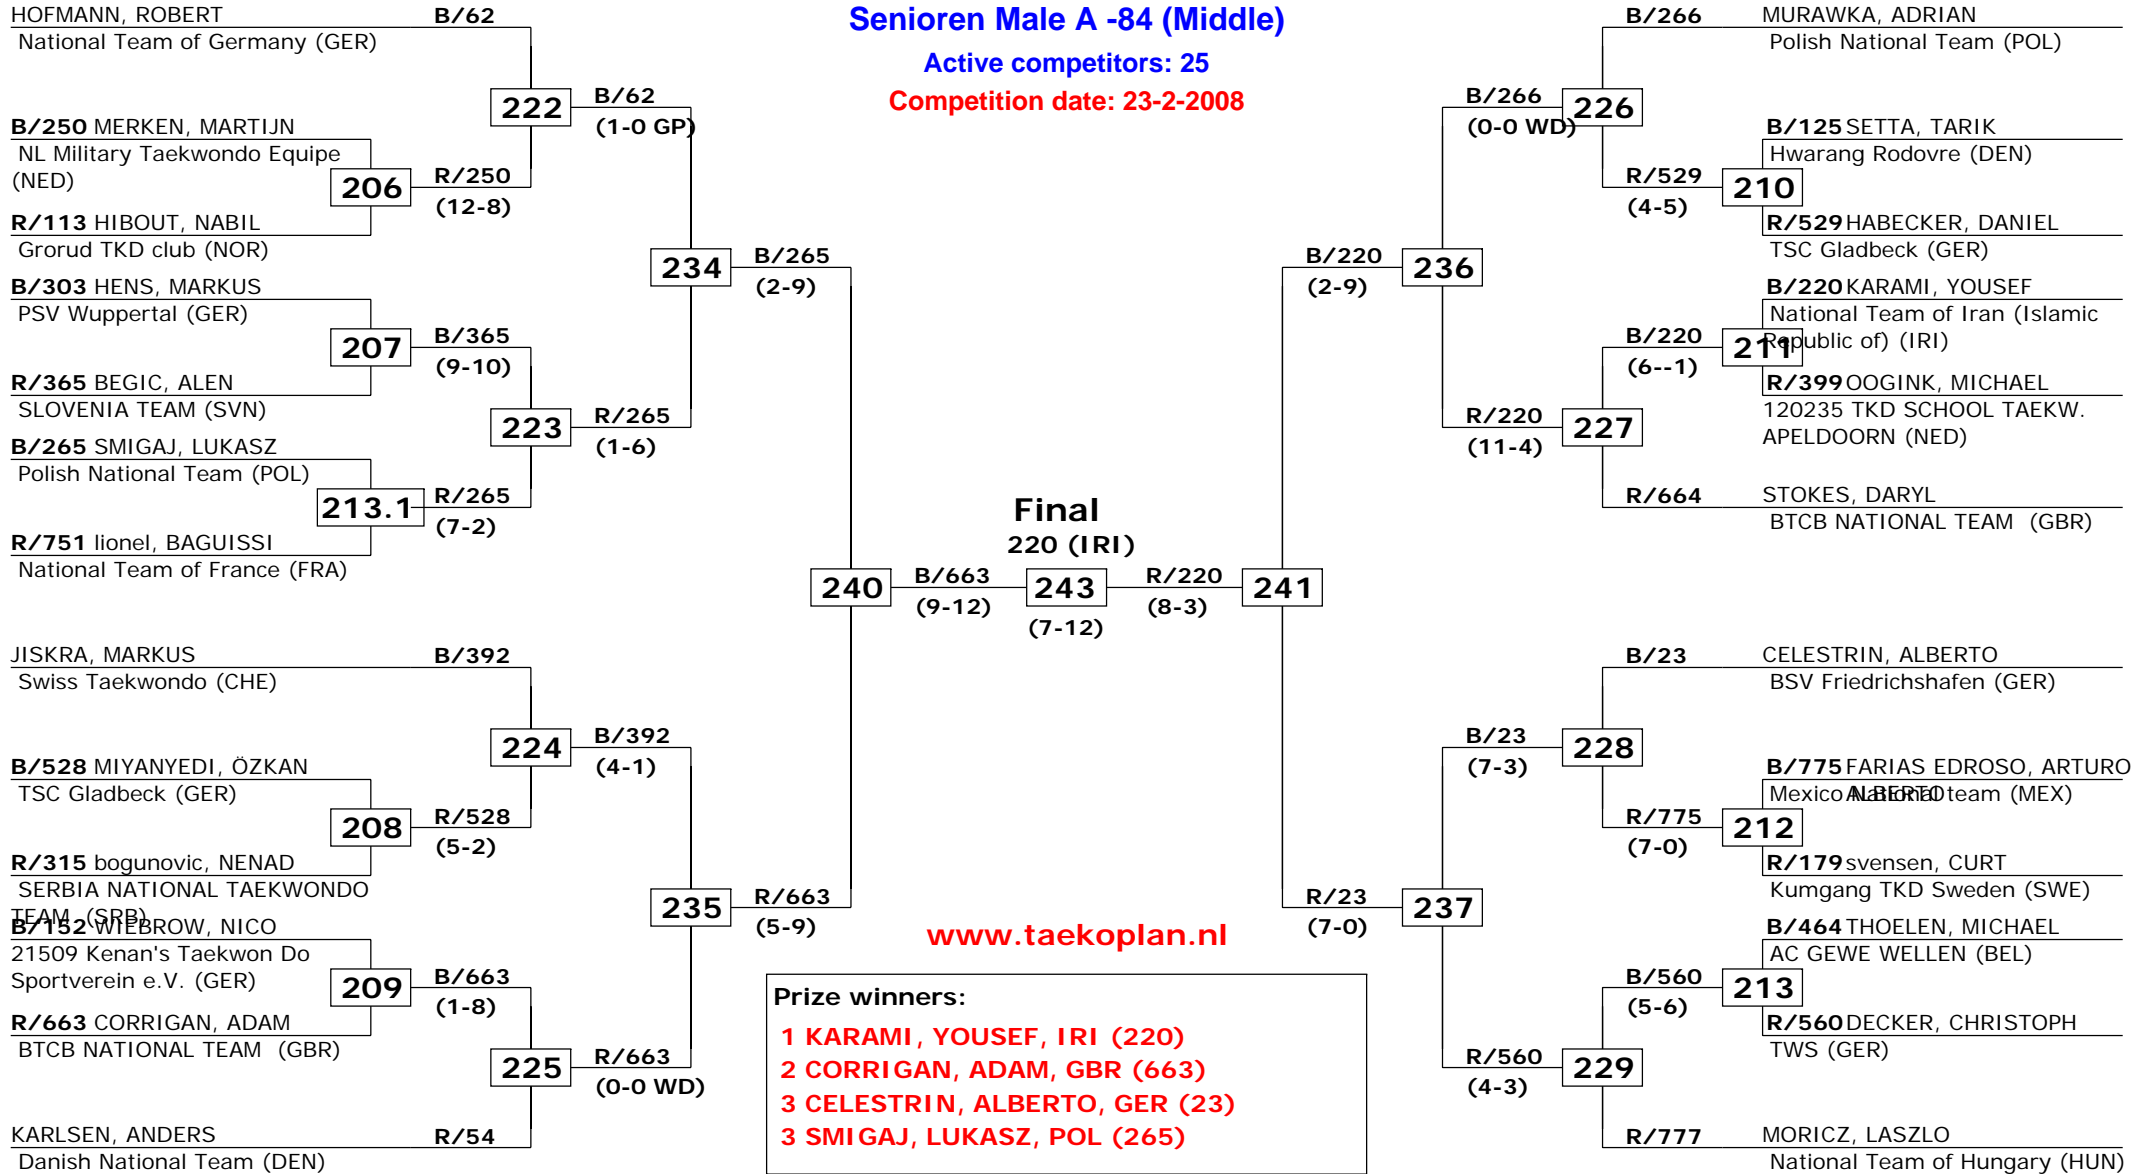 Senioren Male A -84 (Middle)
Active competitors: 25
Competition date: 23-2-2008
HOFMANN, ROBERT
B/62
National Team of Germany (GER)
222
B/62
(1-0 GP)
B/250 MERKEN, MARTIJN
NL Military Taekwondo Equipe
(NED)
206
R/250
(12-8)
R/113 HIBOUT, NABIL
Grorud TKD club (NOR)
234
B/265
(2-9)
B/303 HENS, MARKUS
PSV Wuppertal (GER)
207
B/365
(9-10)
R/365 BEGIC, ALEN
SLOVENIA TEAM (SVN)
223
R/265
(1-6)
B/265 SMIGAJ, LUKASZ
Polish National Team (POL)
213.1
R/265
(7-2)
R/751 lionel, BAGUISSI
National Team of France (FRA)
240
B/663
(9-12)
JISKRA, MARKUS
B/392
Swiss Taekwondo (CHE)
224
B/392
(4-1)
B/528 MIYANYEDI, ÖZKAN
TSC Gladbeck (GER)
208
R/528
(5-2)
R/315 bogunovic, NENAD
SERBIA NATIONAL TAEKWONDO
TEAM (SRB)
235
R/663
(5-9)
B/152 WIEBROW, NICO
21509 Kenan's Taekwon Do
Sportverein e.V. (GER)
209
B/663
(1-8)
R/663 CORRIGAN, ADAM
BTCB NATIONAL TEAM (GBR)
225
R/663
(0-0 WD)
KARLSEN, ANDERS
R/54
Danish National Team (DEN)
Final
220 (IRI)
243
(7-12)
R/220
(8-3)
241
B/266
MURAWKA, ADRIAN
Polish National Team (POL)
B/266
(0-0 WD)
226
B/125 SETTA, TARIK
Hwarang Rodovre (DEN)
R/529
(4-5)
210
R/529 HABECKER, DANIEL
TSC Gladbeck (GER)
B/220
(2-9)
236
B/220 KARAMI, YOUSEF
National Team of Iran (Islamic
Republic of) (IRI)
B/220
(6--1)
211
R/399 OOGINK, MICHAEL
120235 TKD SCHOOL TAEKW.
APELDOORN (NED)
R/220
(11-4)
227
R/664
STOKES, DARYL
BTCB NATIONAL TEAM (GBR)
B/23
CELESTRIN, ALBERTO
BSV Friedrichshafen (GER)
B/23
(7-3)
228
B/775 FARIAS EDROSO, ARTURO
ALBERTO
Mexico National team (MEX)
R/775
(7-0)
212
R/179 svensen, CURT
Kumgang TKD Sweden (SWE)
R/23
(7-0)
237
B/464 THOELEN, MICHAEL
AC GEWE WELLEN (BEL)
B/560
(5-6)
213
R/560 DECKER, CHRISTOPH
TWS (GER)
R/560
(4-3)
229
R/777
MORICZ, LASZLO
National Team of Hungary (HUN)
www.taekoplan.nl
Prize winners:
1 KARAMI, YOUSEF, IRI (220)
2 CORRIGAN, ADAM, GBR (663)
3 CELESTRIN, ALBERTO, GER (23)
3 SMIGAJ, LUKASZ, POL (265)